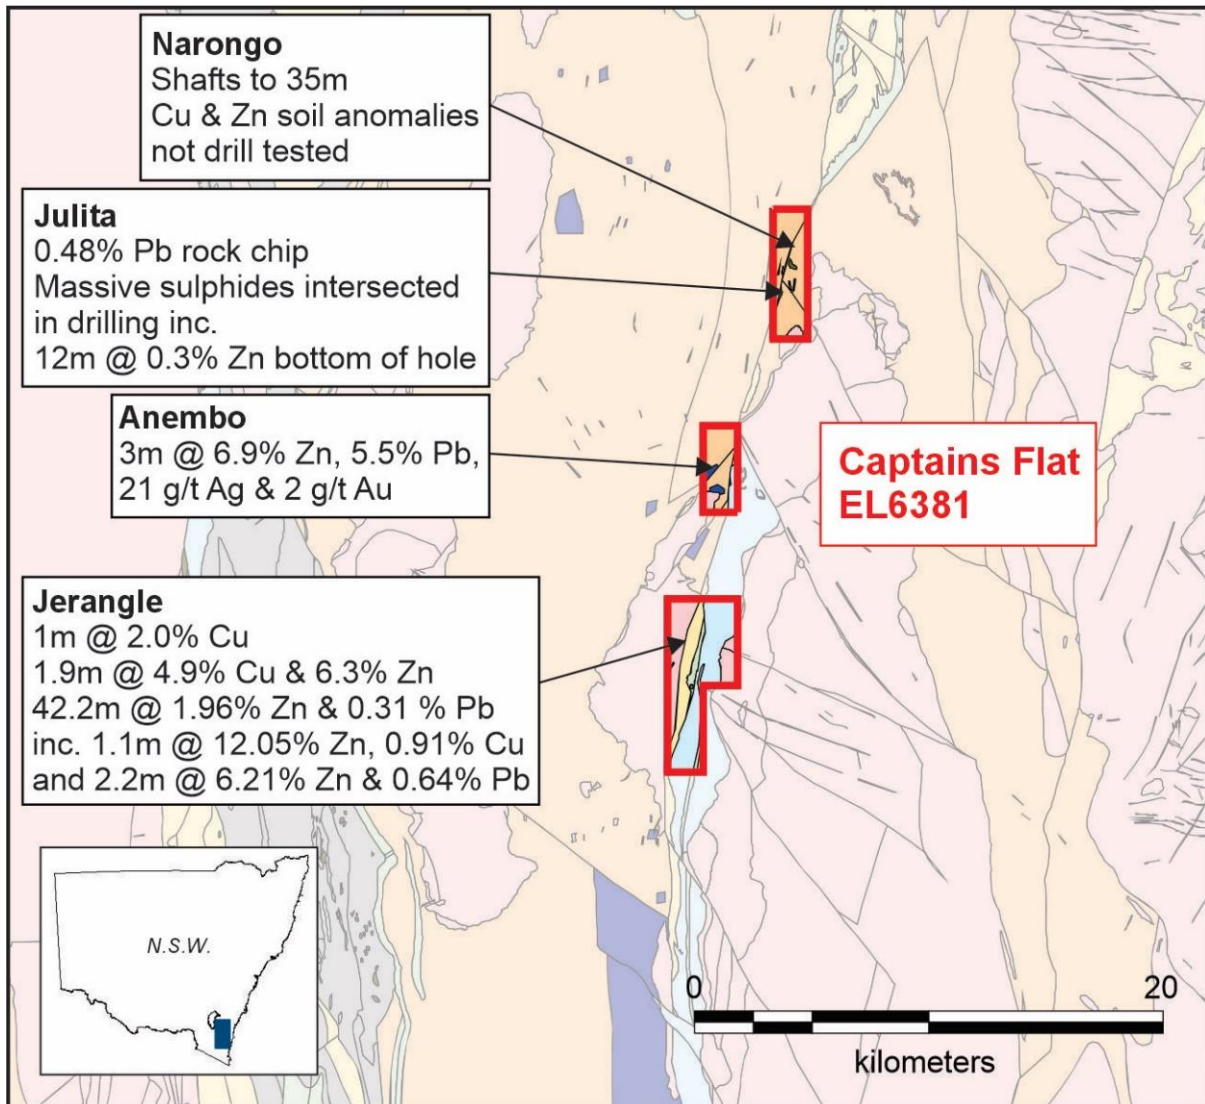 Narongo
Shafts to 35m
Cu & Zn soil anomalies
not drill tested
Julita
0.48% Pb rock chip
Massive sulphides intersected
in drilling inc.
12m @ 0.3% Zn bottom of hole
Anembo
3m @ 6.9% Zn, 5.5% Pb,
21 g/t Ag & 2 g/t Au
Captains Flat
EL6381
Jerangle
1m @ 2.0% Cu
1.9m @ 4.9% Cu & 6.3% Zn
42.2m @ 1.96% Zn & 0.31 % Pb
inc. 1.1m @ 12.05% Zn, 0.91% Cu
and 2.2m @ 6.21% Zn & 0.64% Pb
N.S.W.
0 20
kilometers